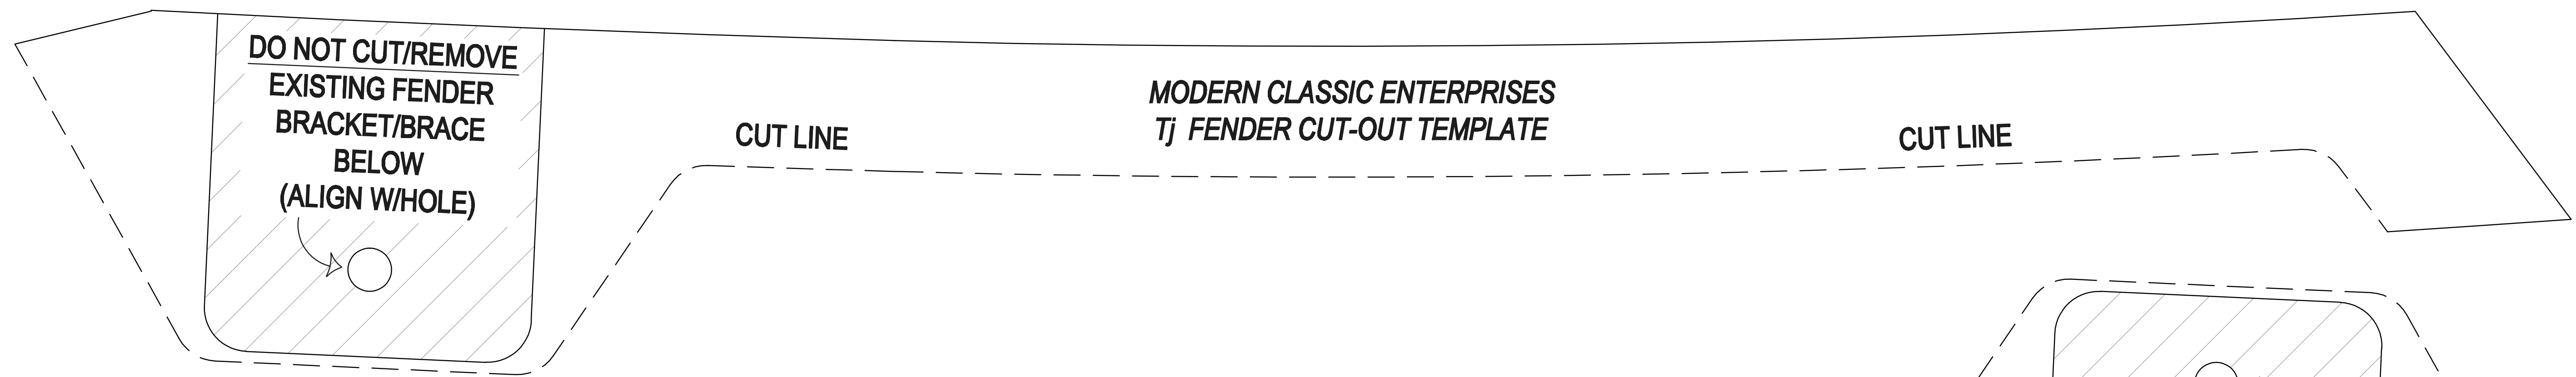 DO NOT CUT/REMOVE
EXISTING FENDER
BRACKET/BRACE
BELOW
(ALIGN W/HOLE)
CUT LINE
MODERN CLASSIC ENTERPRISES
Tj FENDER CUT-OUT TEMPLATE
CUT LINE